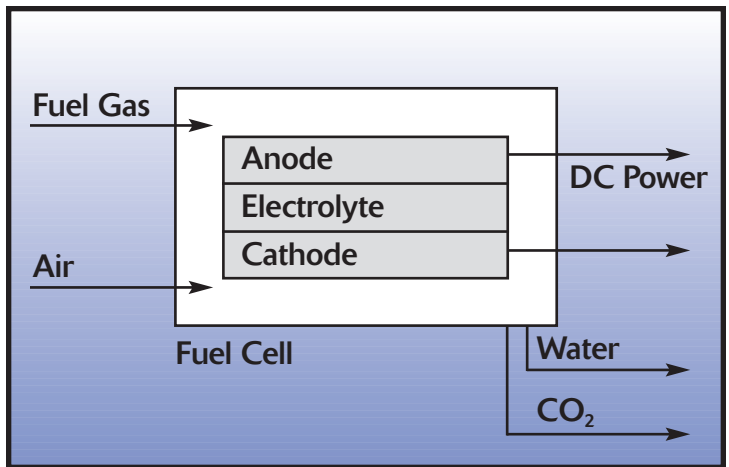 Fuel Gas
Anode
DC Power
Electrolyte
Cathode
Air
Fuel Cell
Water
CO₂